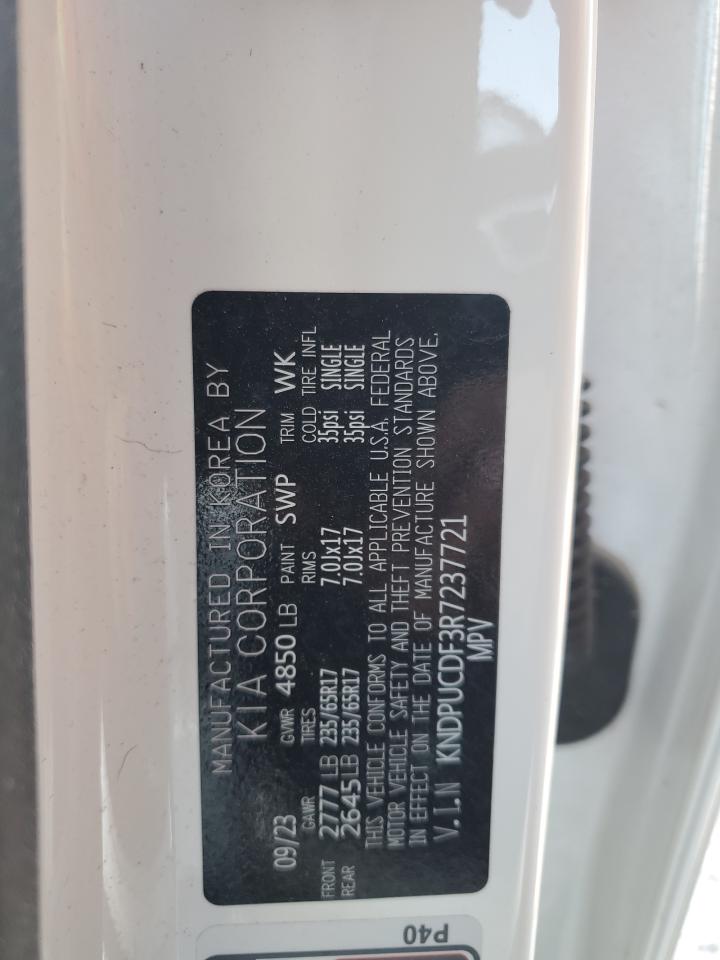 MANUFACTURED IN KOREA BY
KIA CORPORATION
09/23 GVWR 4850 LB PAINT SWP TRIM WK
GAWR TIRES RIMS COLD TIRE INFL
FRONT 2777 LB 235/65R17 7.0Jx17 35psi SINGLE
REAR 2645 LB 235/65R17 7.0Jx17 35psi SINGLE
THIS VEHICLE CONFORMS TO ALL APPLICABLE U.S.A. FEDERAL
MOTOR VEHICLE SAFETY AND THEFT PREVENTION STANDARDS
IN EFFECT ON THE DATE OF MANUFACTURE SHOWN ABOVE.
V.I.N KNDPUCDF3R7237721
MPV
P40